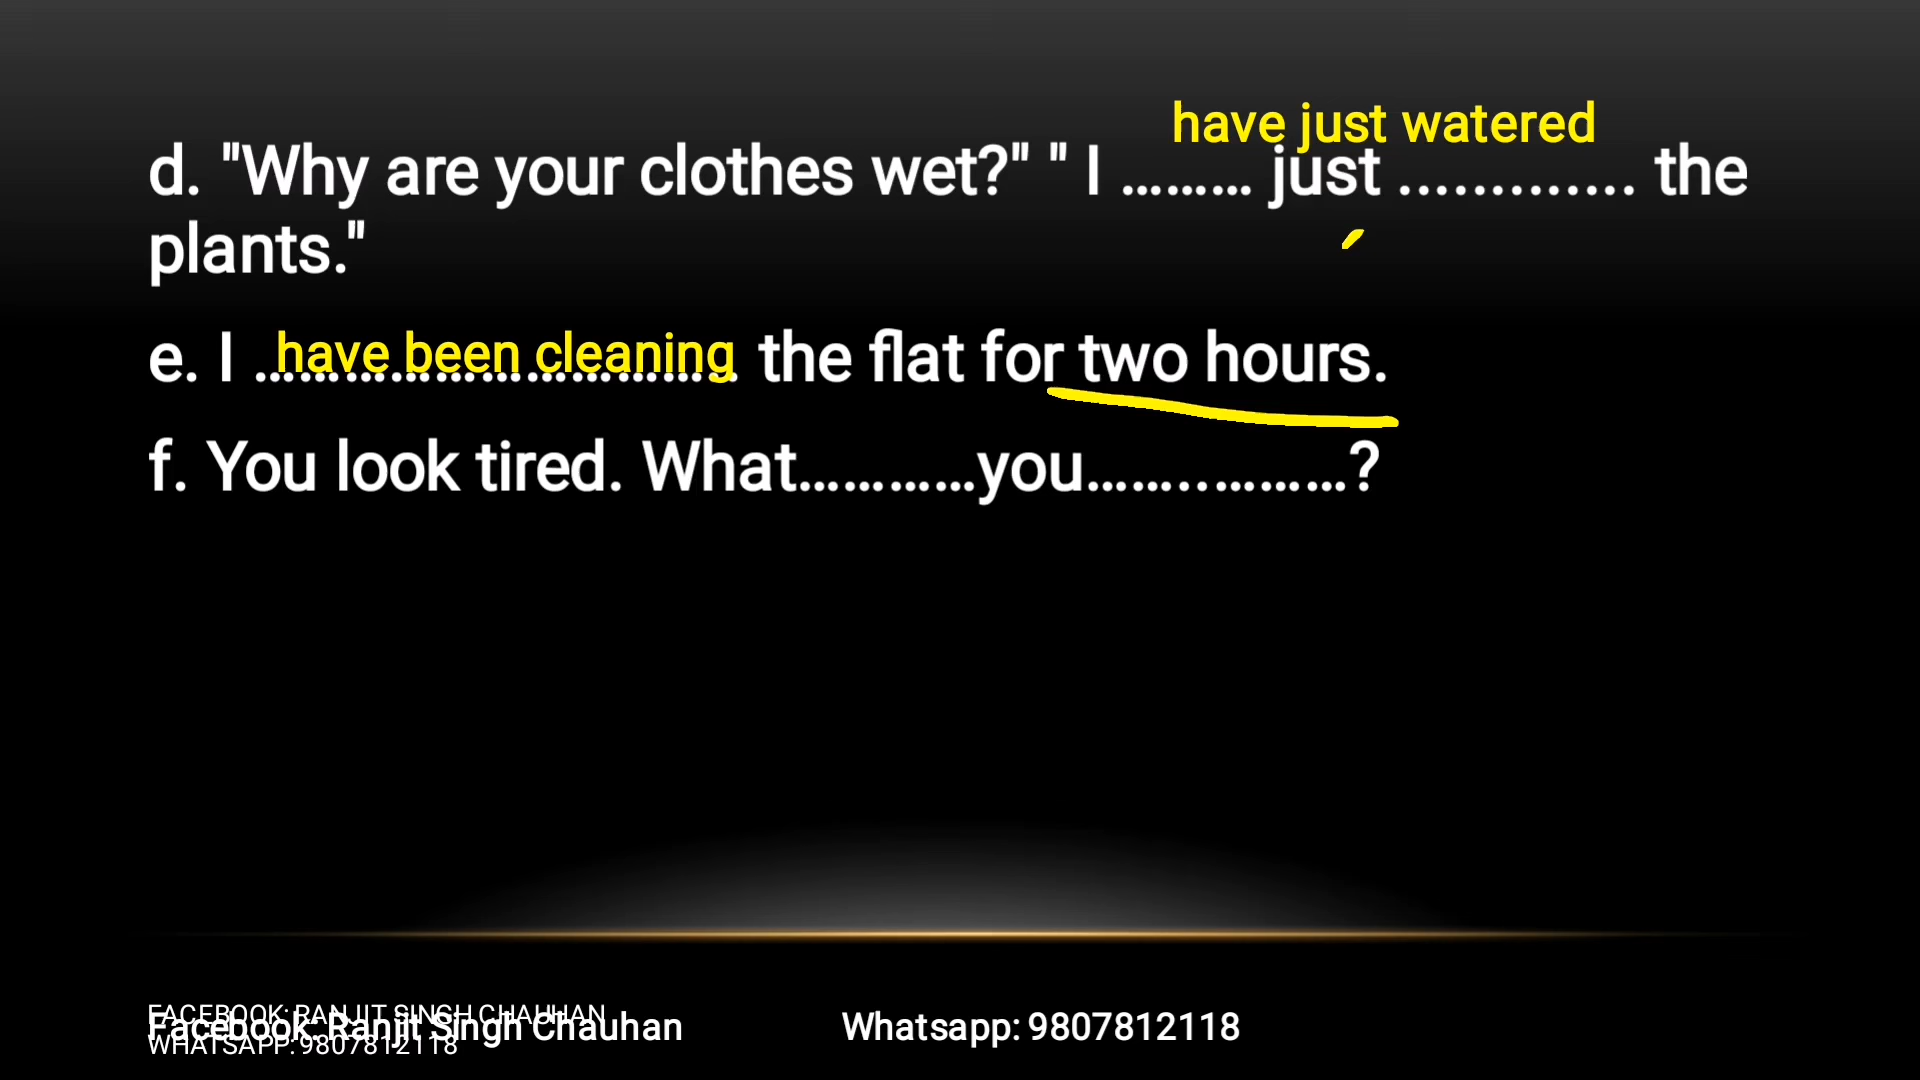 have just watered
d. "Why are your clothes wet?" " I ……… just ............. the
plants."
e. I ..have been cleaning.. the flat for two hours.
f. You look tired. What…………you……..………?
FACEBOOK: RANJIT SINGH CHAUHAN
WHATSAPP: 9807812118
Facebook: Ranjit Singh Chauhan Whatsapp: 9807812118